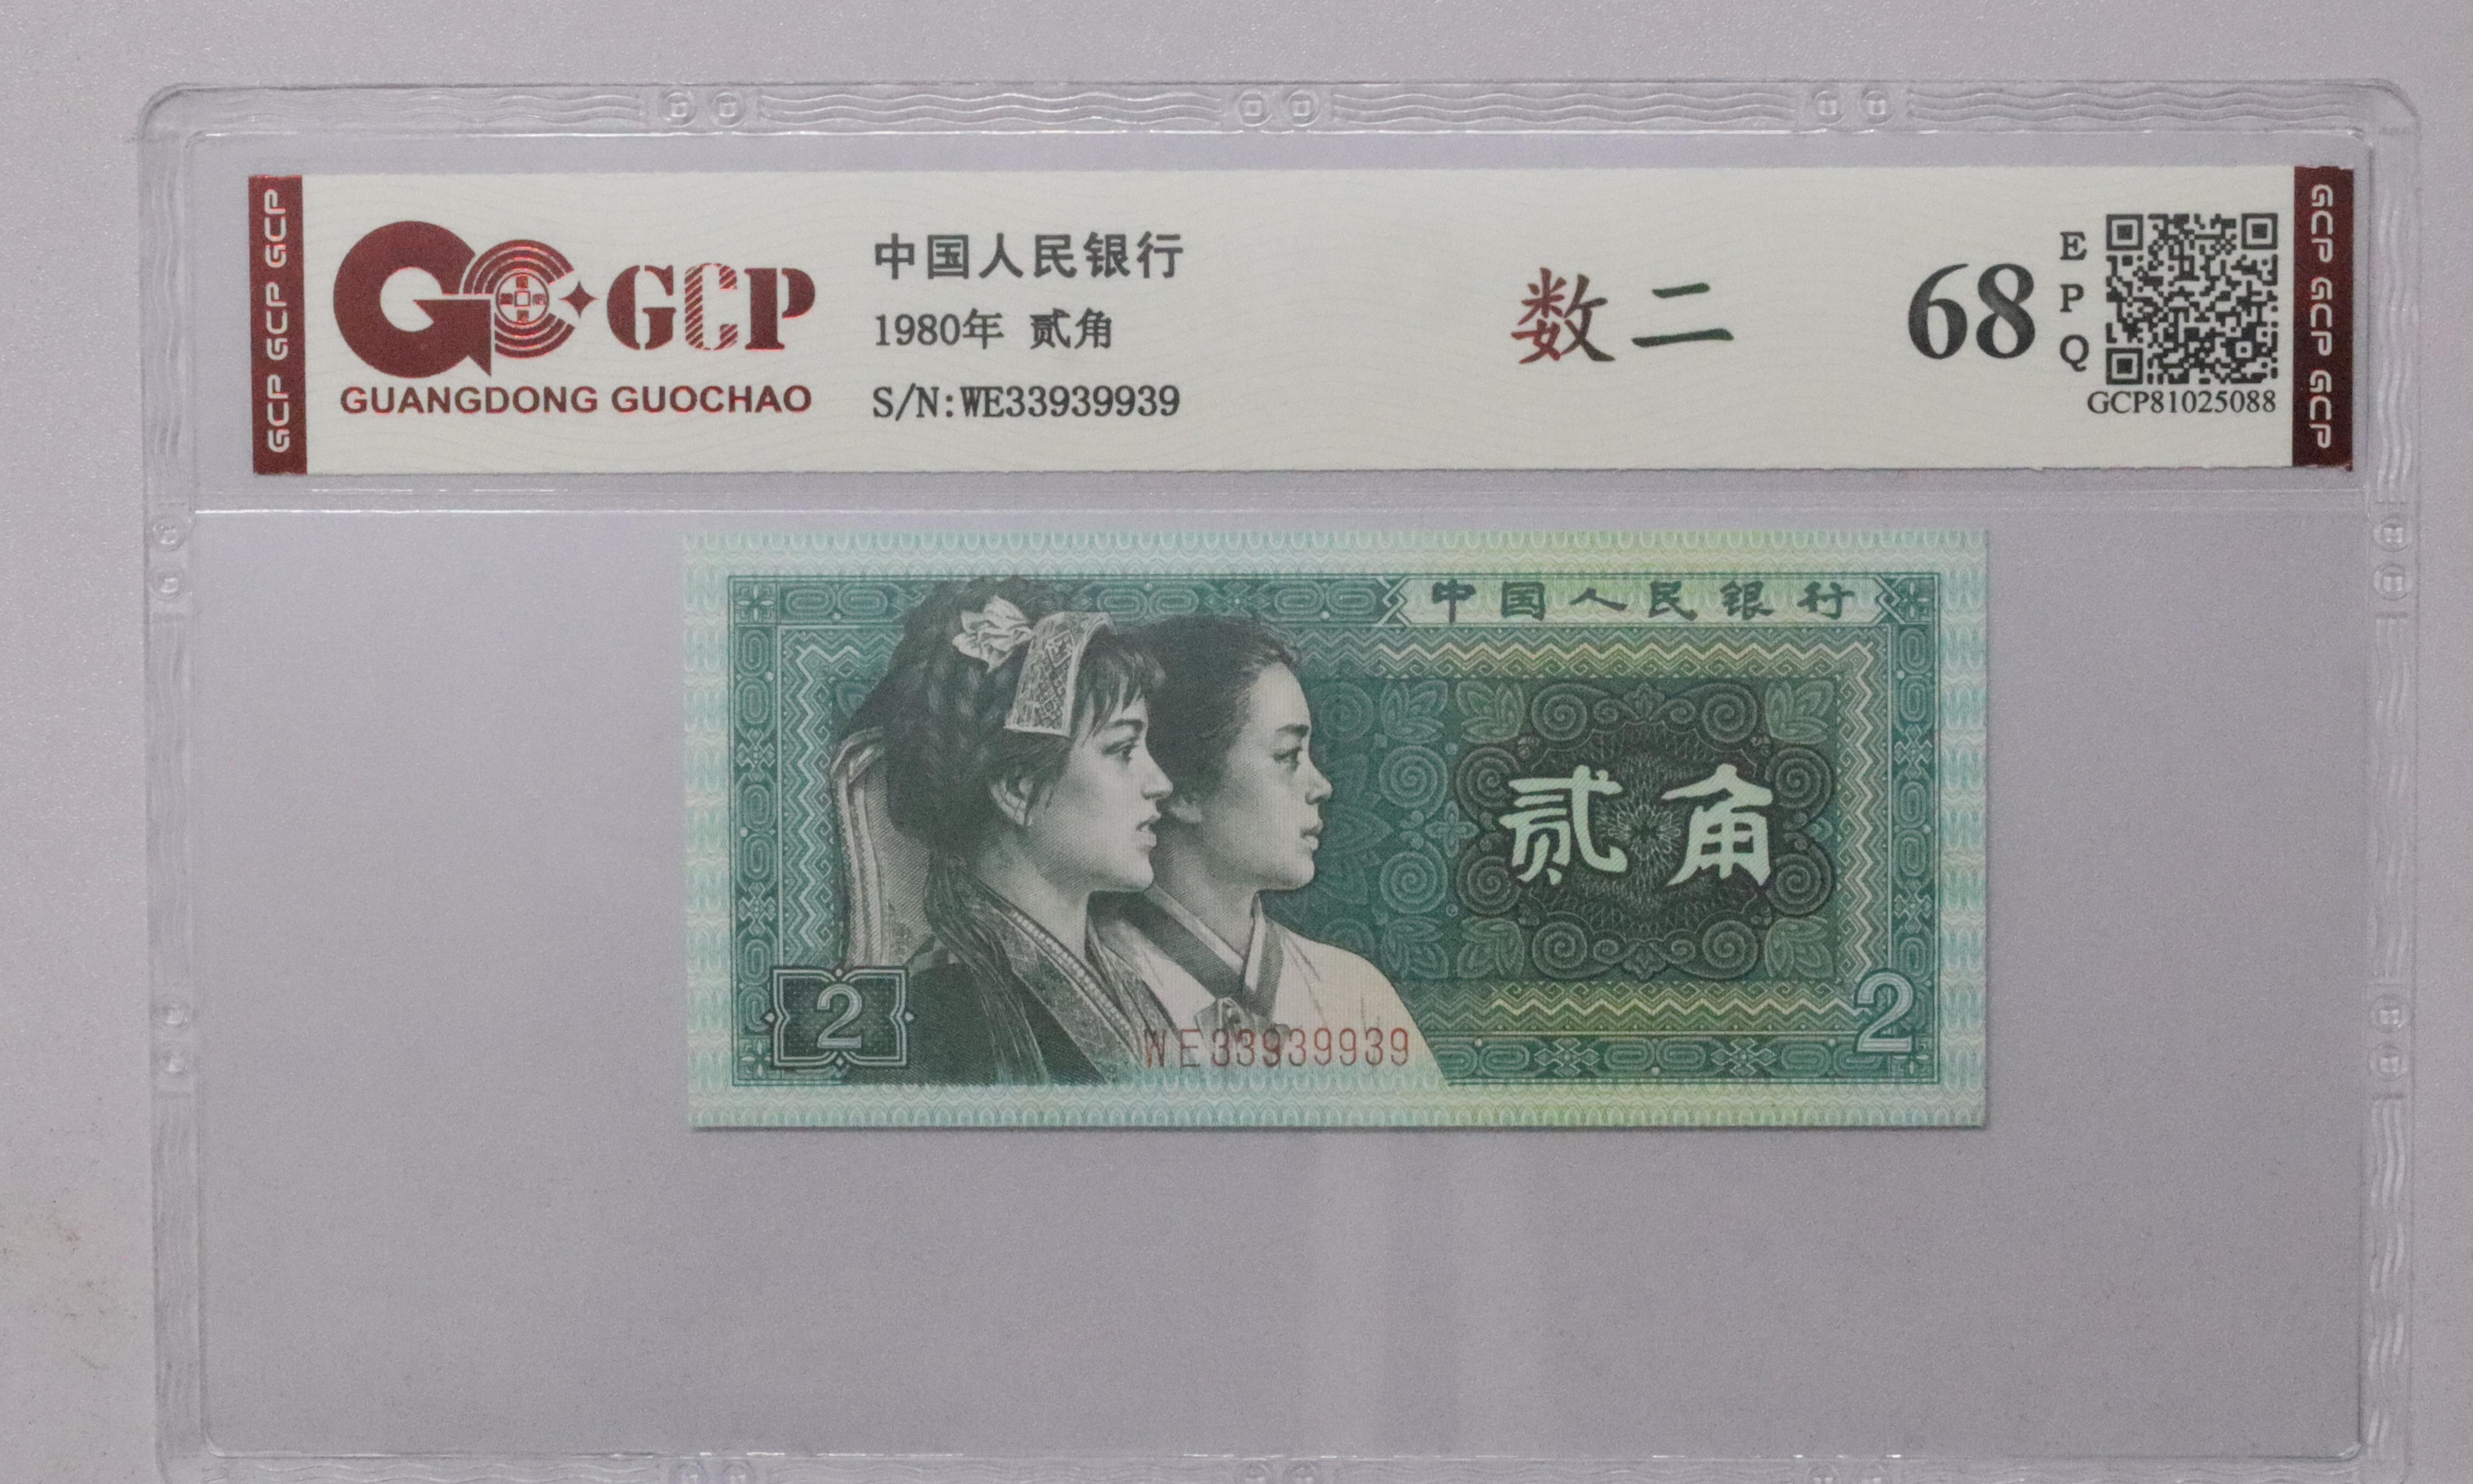 GCP GCP GCP
GCP
GUANGDONG GUOCHAO
中国人民银行
1980年 贰角
S/N:WE33939939
数二
68
E
P
Q
GCP81025088
GCP GCP GCP
中国人民银行
贰角
2
WE33939939
2